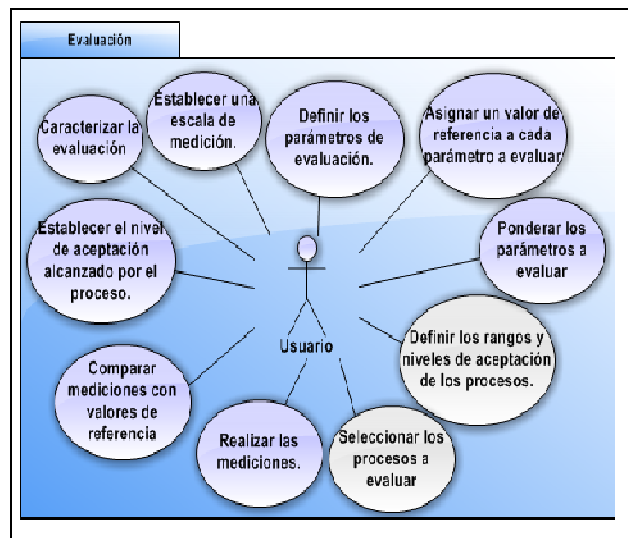 Evaluación
Caracterizar la
evaluación
Establecer una
escala de
medición.
Definir los
parámetros de
evaluación.
Asignar un valor de
referencia a cada
parámetro a evaluar
Establecer el nivel
de aceptación
alcanzado por el
proceso.
Ponderar los
parámetros a
evaluar
Usuario
Definir los rangos y
niveles de aceptación
de los procesos.
Comparar
mediciones con
valores de
referencia
Realizar las
mediciones.
Seleccionar los
procesos a
evaluar